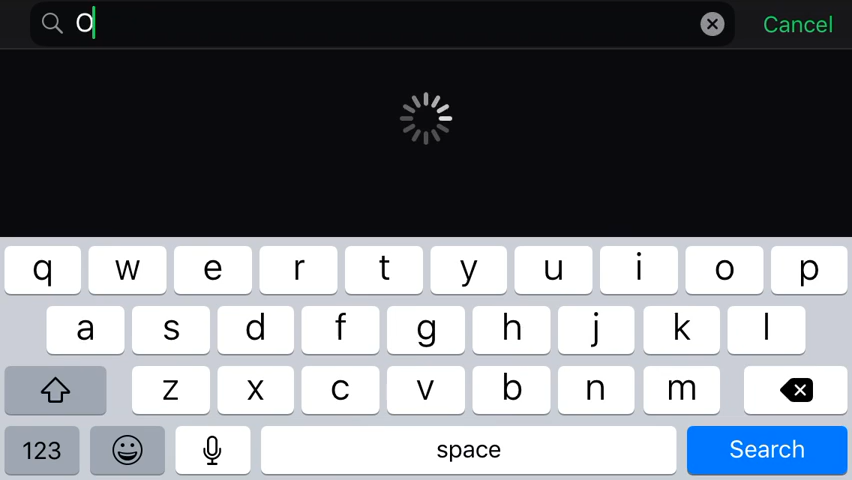 O Cancel
q w e r t y u i o p
a s d f g h j k l
z x c v b n m
123 space Search